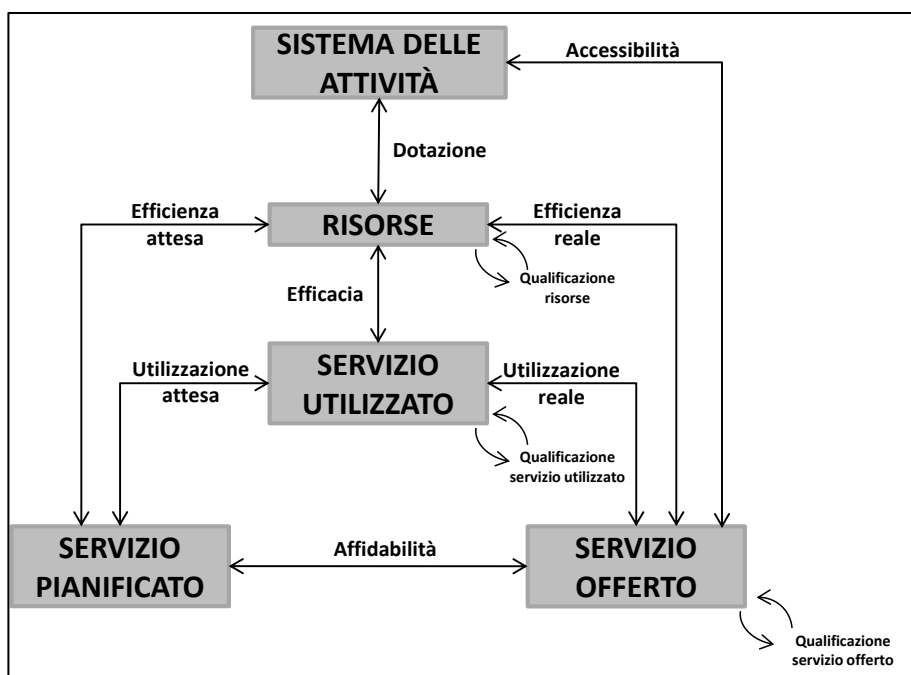 SISTEMA DELLE
ATTIVITÀ
Accessibilità
Dotazione
Efficienza
attesa
RISORSE
Efficienza
reale
Qualificazione
risorse
Efficacia
Utilizzazione
attesa
SERVIZIO
UTILIZZATO
Utilizzazione
reale
Qualificazione
servizio utilizzato
SERVIZIO
PIANIFICATO
Affidabilità
SERVIZIO
OFFERTO
Qualificazione
servizio offerto